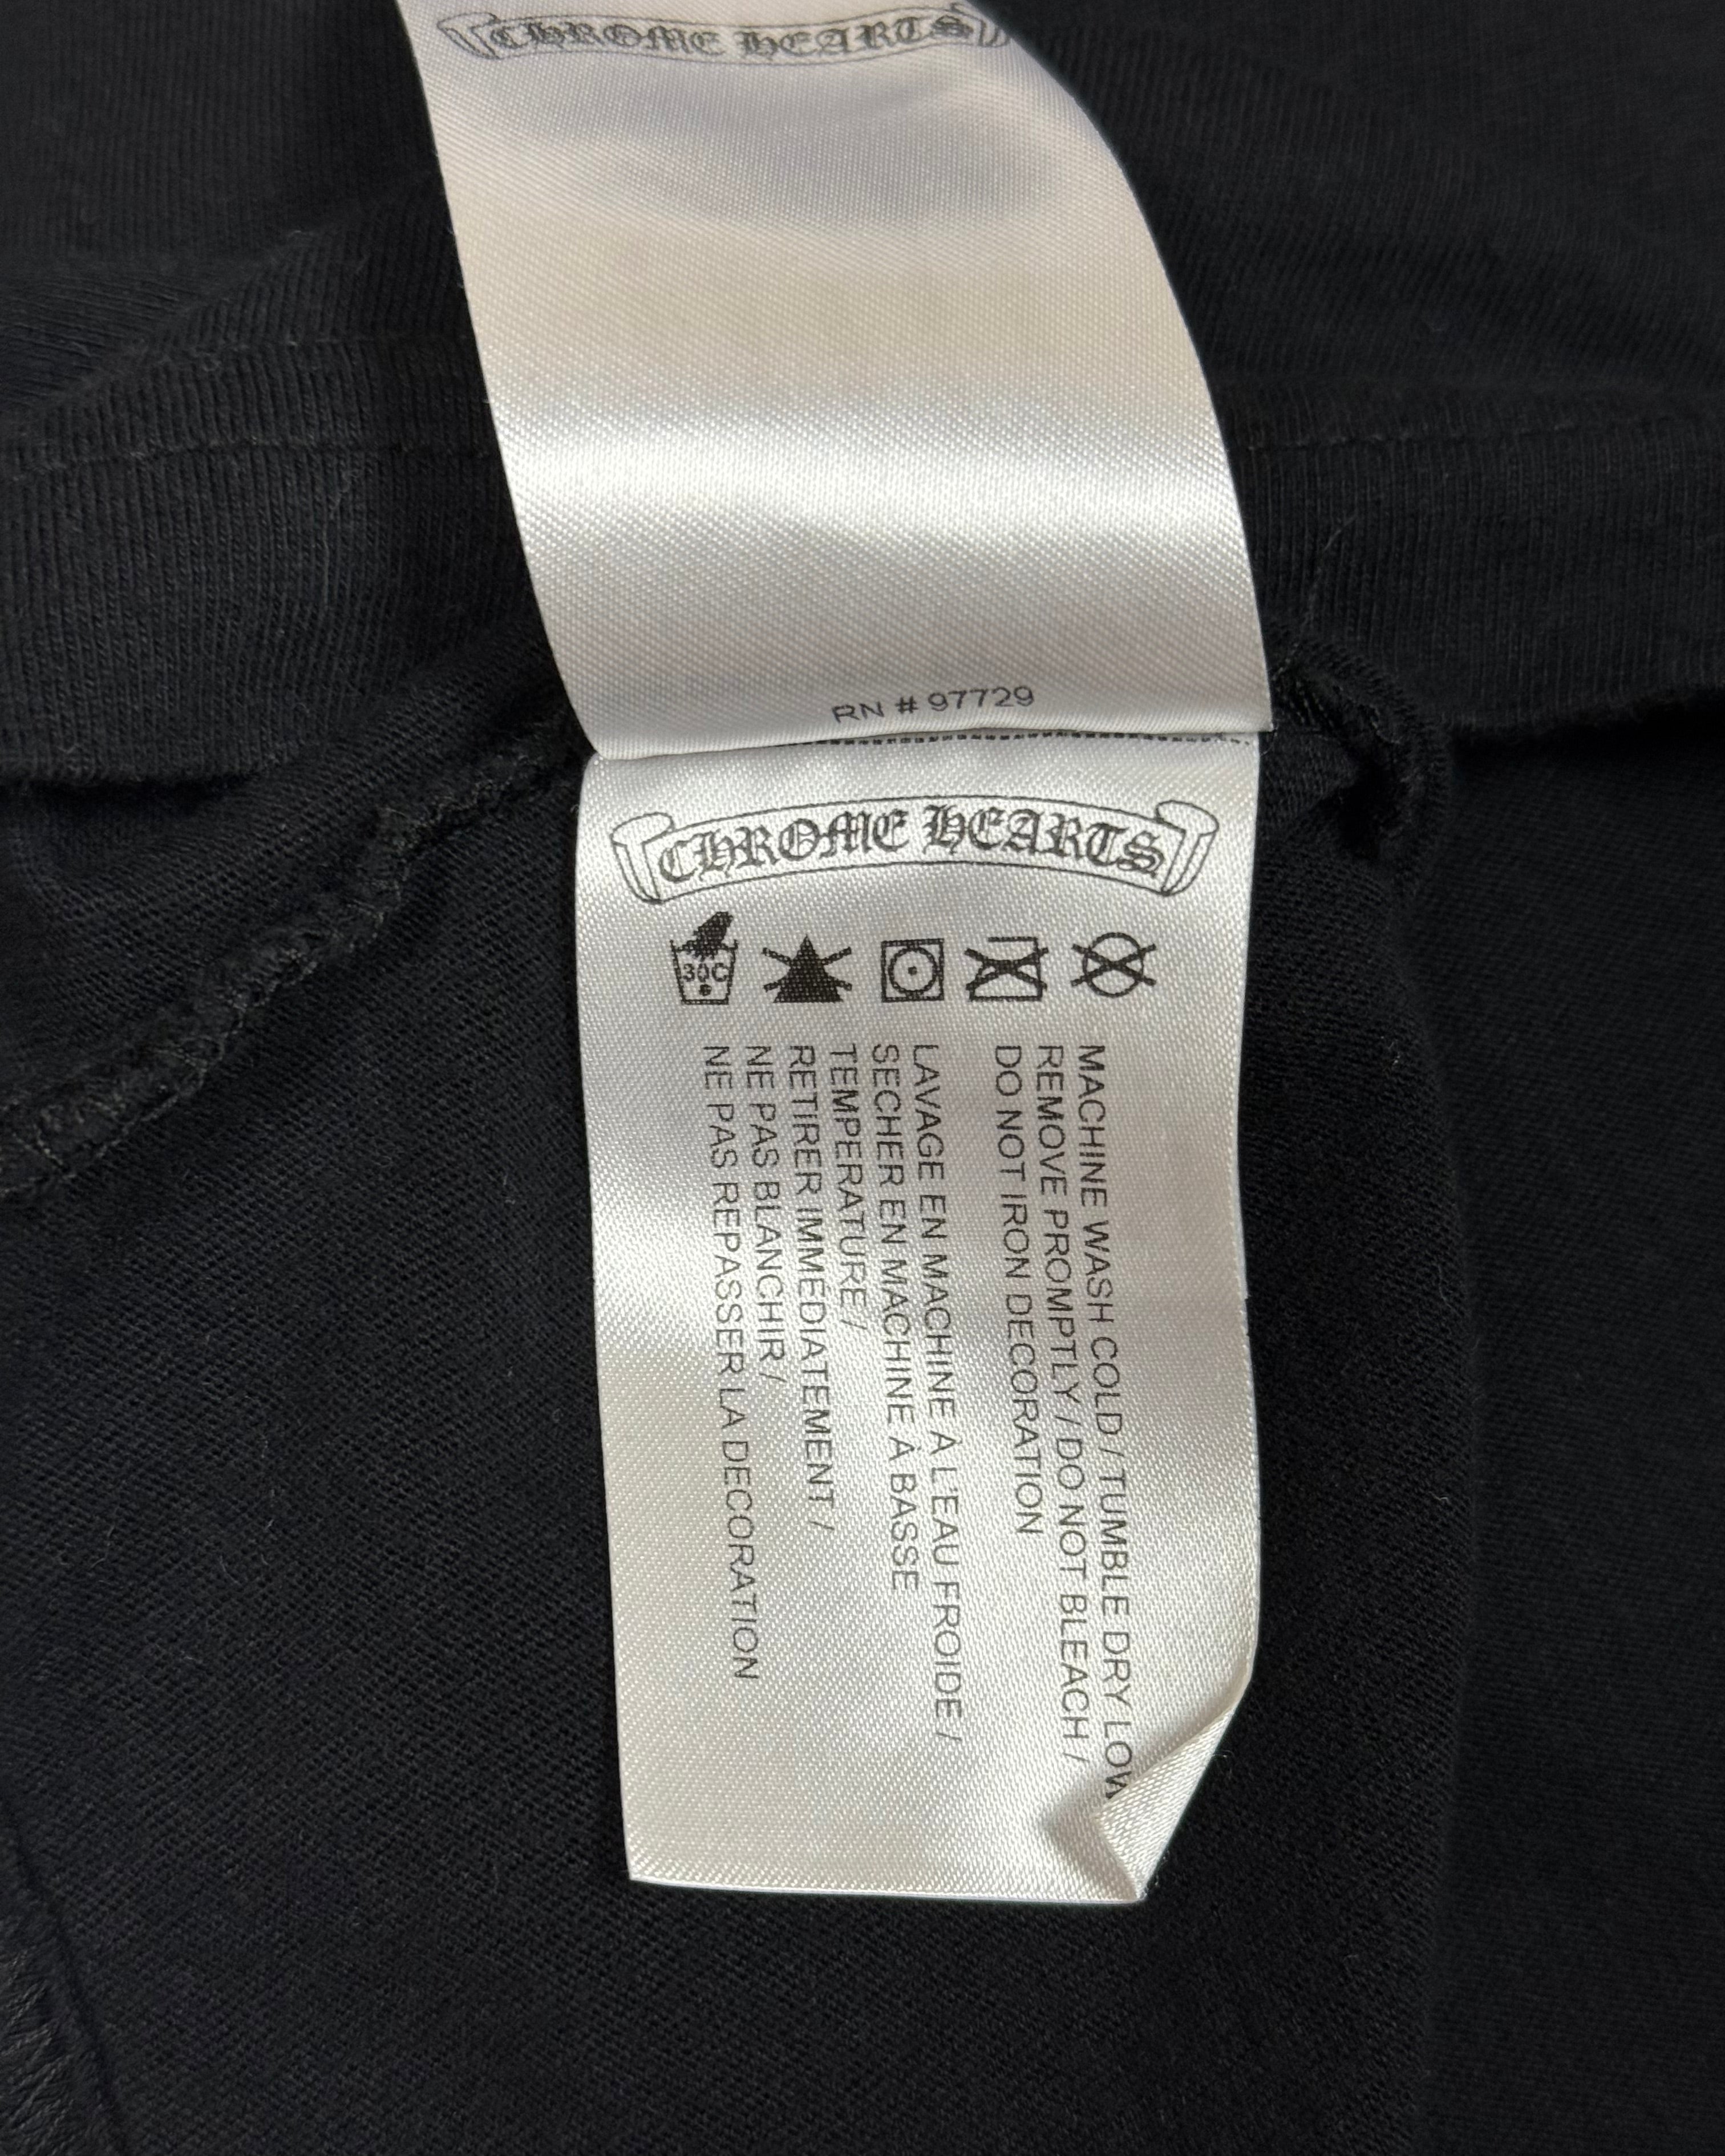 CHROME HEARTS
RN # 97729
CHROME HEARTS
30C
MACHINE WASH COLD / TUMBLE DRY LOW
REMOVE PROMPTLY / DO NOT BLEACH /
DO NOT IRON DECORATION
LAVAGE EN MACHINE À L'EAU FROIDE /
SECHER EN MACHINE À BASSE
TEMPERATURE /
RETIRER IMMÉDIATEMENT /
NE PAS BLANCHIR /
NE PAS REPASSER LA DECORATION